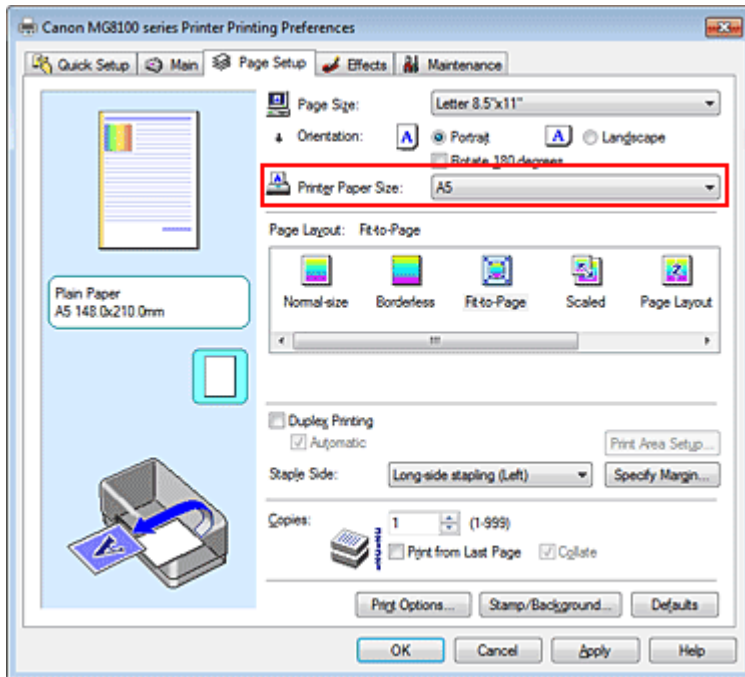 Canon MG8100 series Printer Printing Preferences
Quick Setup Main Page Setup Effects Maintenance
Page Size: Letter 8.5"x11"
Orientation: A Portrait A Landscape
Rotate 180 degrees
Printer Paper Size: A5
Page Layout: Fit-to-Page
Normal-size Borderless Fit-to-Page Scaled Page Layout
Plain Paper
A5 148.0x210.0mm
Duplex Printing
Automatic Print Area Setup...
Staple Side: Long-side stapling (Left) Specify Margin...
Copies: 1 (1-999)
Print from Last Page Collate
Print Options... Stamp/Background... Defaults
OK Cancel Apply Help